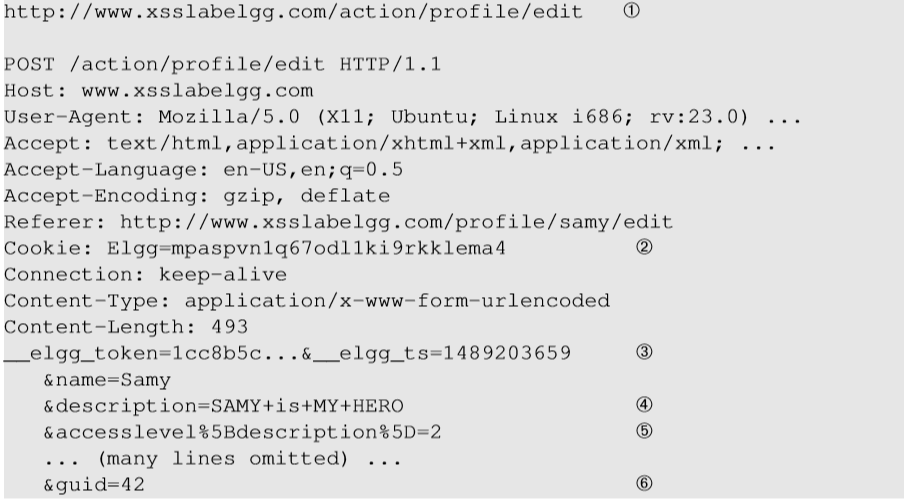 http://www.xsslabelgg.com/action/profile/edit ①
POST /action/profile/edit HTTP/1.1
Host: www.xsslabelgg.com
User-Agent: Mozilla/5.0 (X11; Ubuntu; Linux i686; rv:23.0) ...
Accept: text/html,application/xhtml+xml,application/xml; ...
Accept-Language: en-US,en;q=0.5
Accept-Encoding: gzip, deflate
Referer: http://www.xsslabelgg.com/profile/samy/edit
Cookie: Elgg=mpaspvn1q67odl1ki9rkklema4 ②
Connection: keep-alive
Content-Type: application/x-www-form-urlencoded
Content-Length: 493
__elgg_token=1cc8b5c...&__elgg_ts=1489203659 ③
&name=Samy
&description=SAMY+is+MY+HERO ④
&accesslevel%5Bdescription%5D=2 ⑤
... (many lines omitted) ...
&guid=42 ⑥